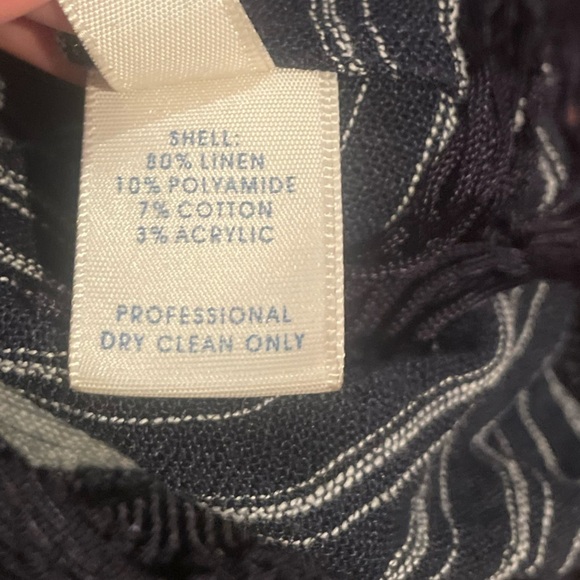 SHELL:
80% LINEN
10% POLYAMIDE
7% COTTON
3% ACRYLIC
PROFESSIONAL
DRY CLEAN ONLY